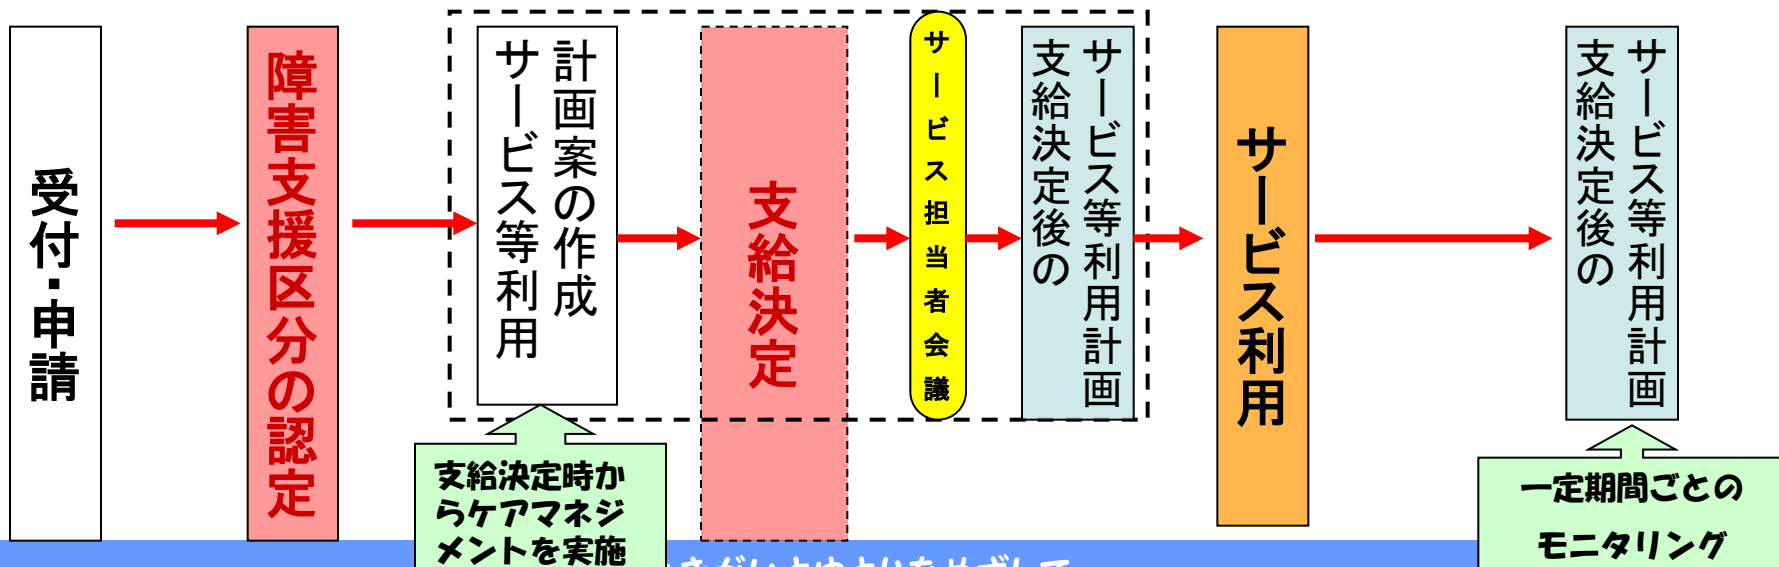 受付・申請
障害支援区分の認定
サービス等利用
計画案の作成
支給決定
サービス担当者会議
支給決定後の
サービス等利用計画
サービス利用
支給決定後の
サービス等利用計画
支給決定時か
らケアマネジ
メントを実施
一定期間ごとの
モニタリング